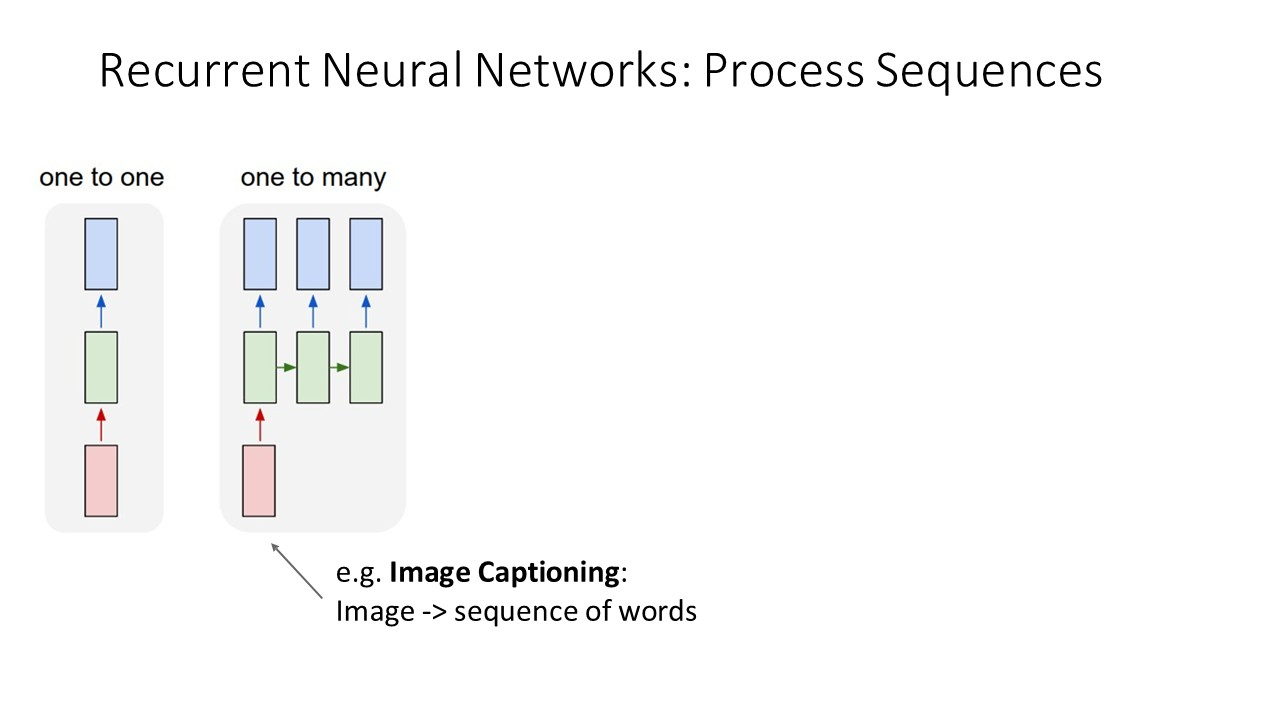 Recurrent Neural Networks: Process Sequences
one to one
one to many
e.g. Image Captioning:
Image -> sequence of words